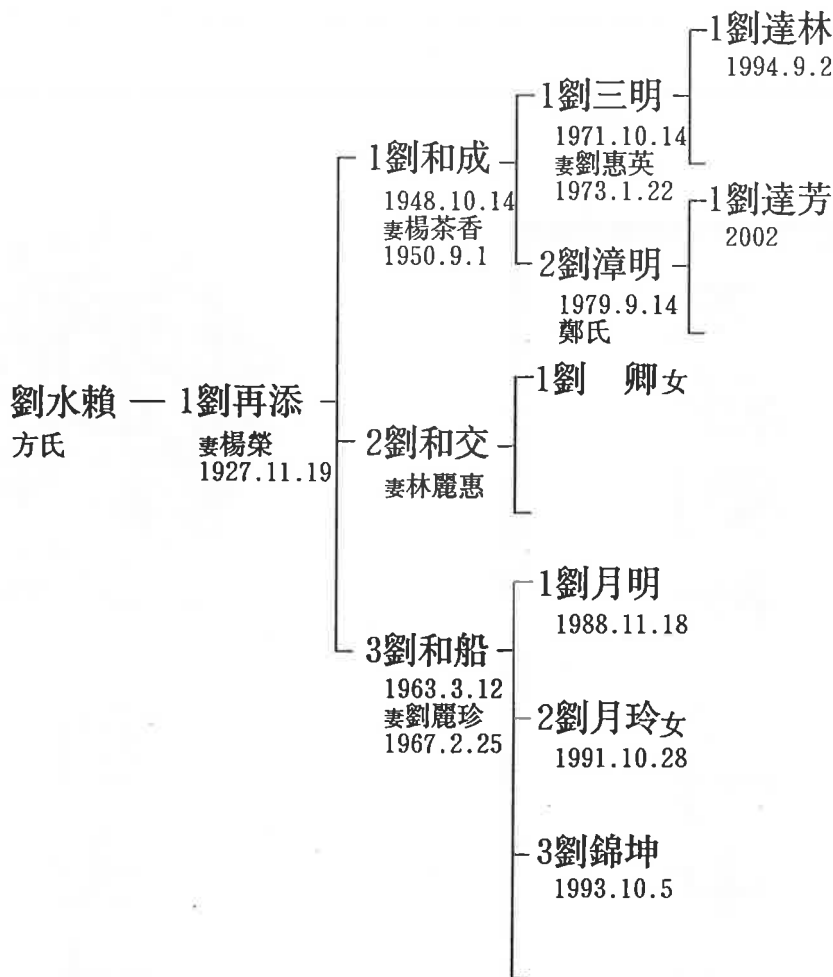 劉水賴
方氏
1劉再添
妻楊榮
1927.11.19
1劉和成
1948.10.14
妻楊茶香
1950.9.1
1劉三明
1971.10.14
妻劉惠英
1973.1.22
1劉達林
1994.9.2
2劉漳明
1979.9.14
鄭氏
1劉達芳
2002
2劉和交
妻林麗惠
1劉　卿女
3劉和船
1963.3.12
妻劉麗珍
1967.2.25
1劉月明
1988.11.18
2劉月玲女
1991.10.28
3劉錦坤
1993.10.5